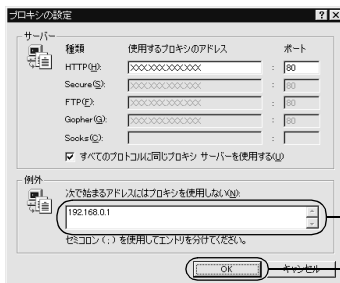 プロキシの設定
サーバー
種類 使用するプロキシのアドレス ポート
HTTP(H): XXXXXXXXXXXX : 80
Secure(S): XXXXXXXXXXXX : 80
FTP(F): XXXXXXXXXXXX : 80
Gopher(G): XXXXXXXXXXXX : 80
Socks(C): :
すべてのプロトコルに同じプロキシ サーバーを使用する(U)
例外
次で始まるアドレスにはプロキシを使用しない(N):
192.168.0.1
セミコロン ( ; ) を使用してエントリを分けてください。
OK キャンセル